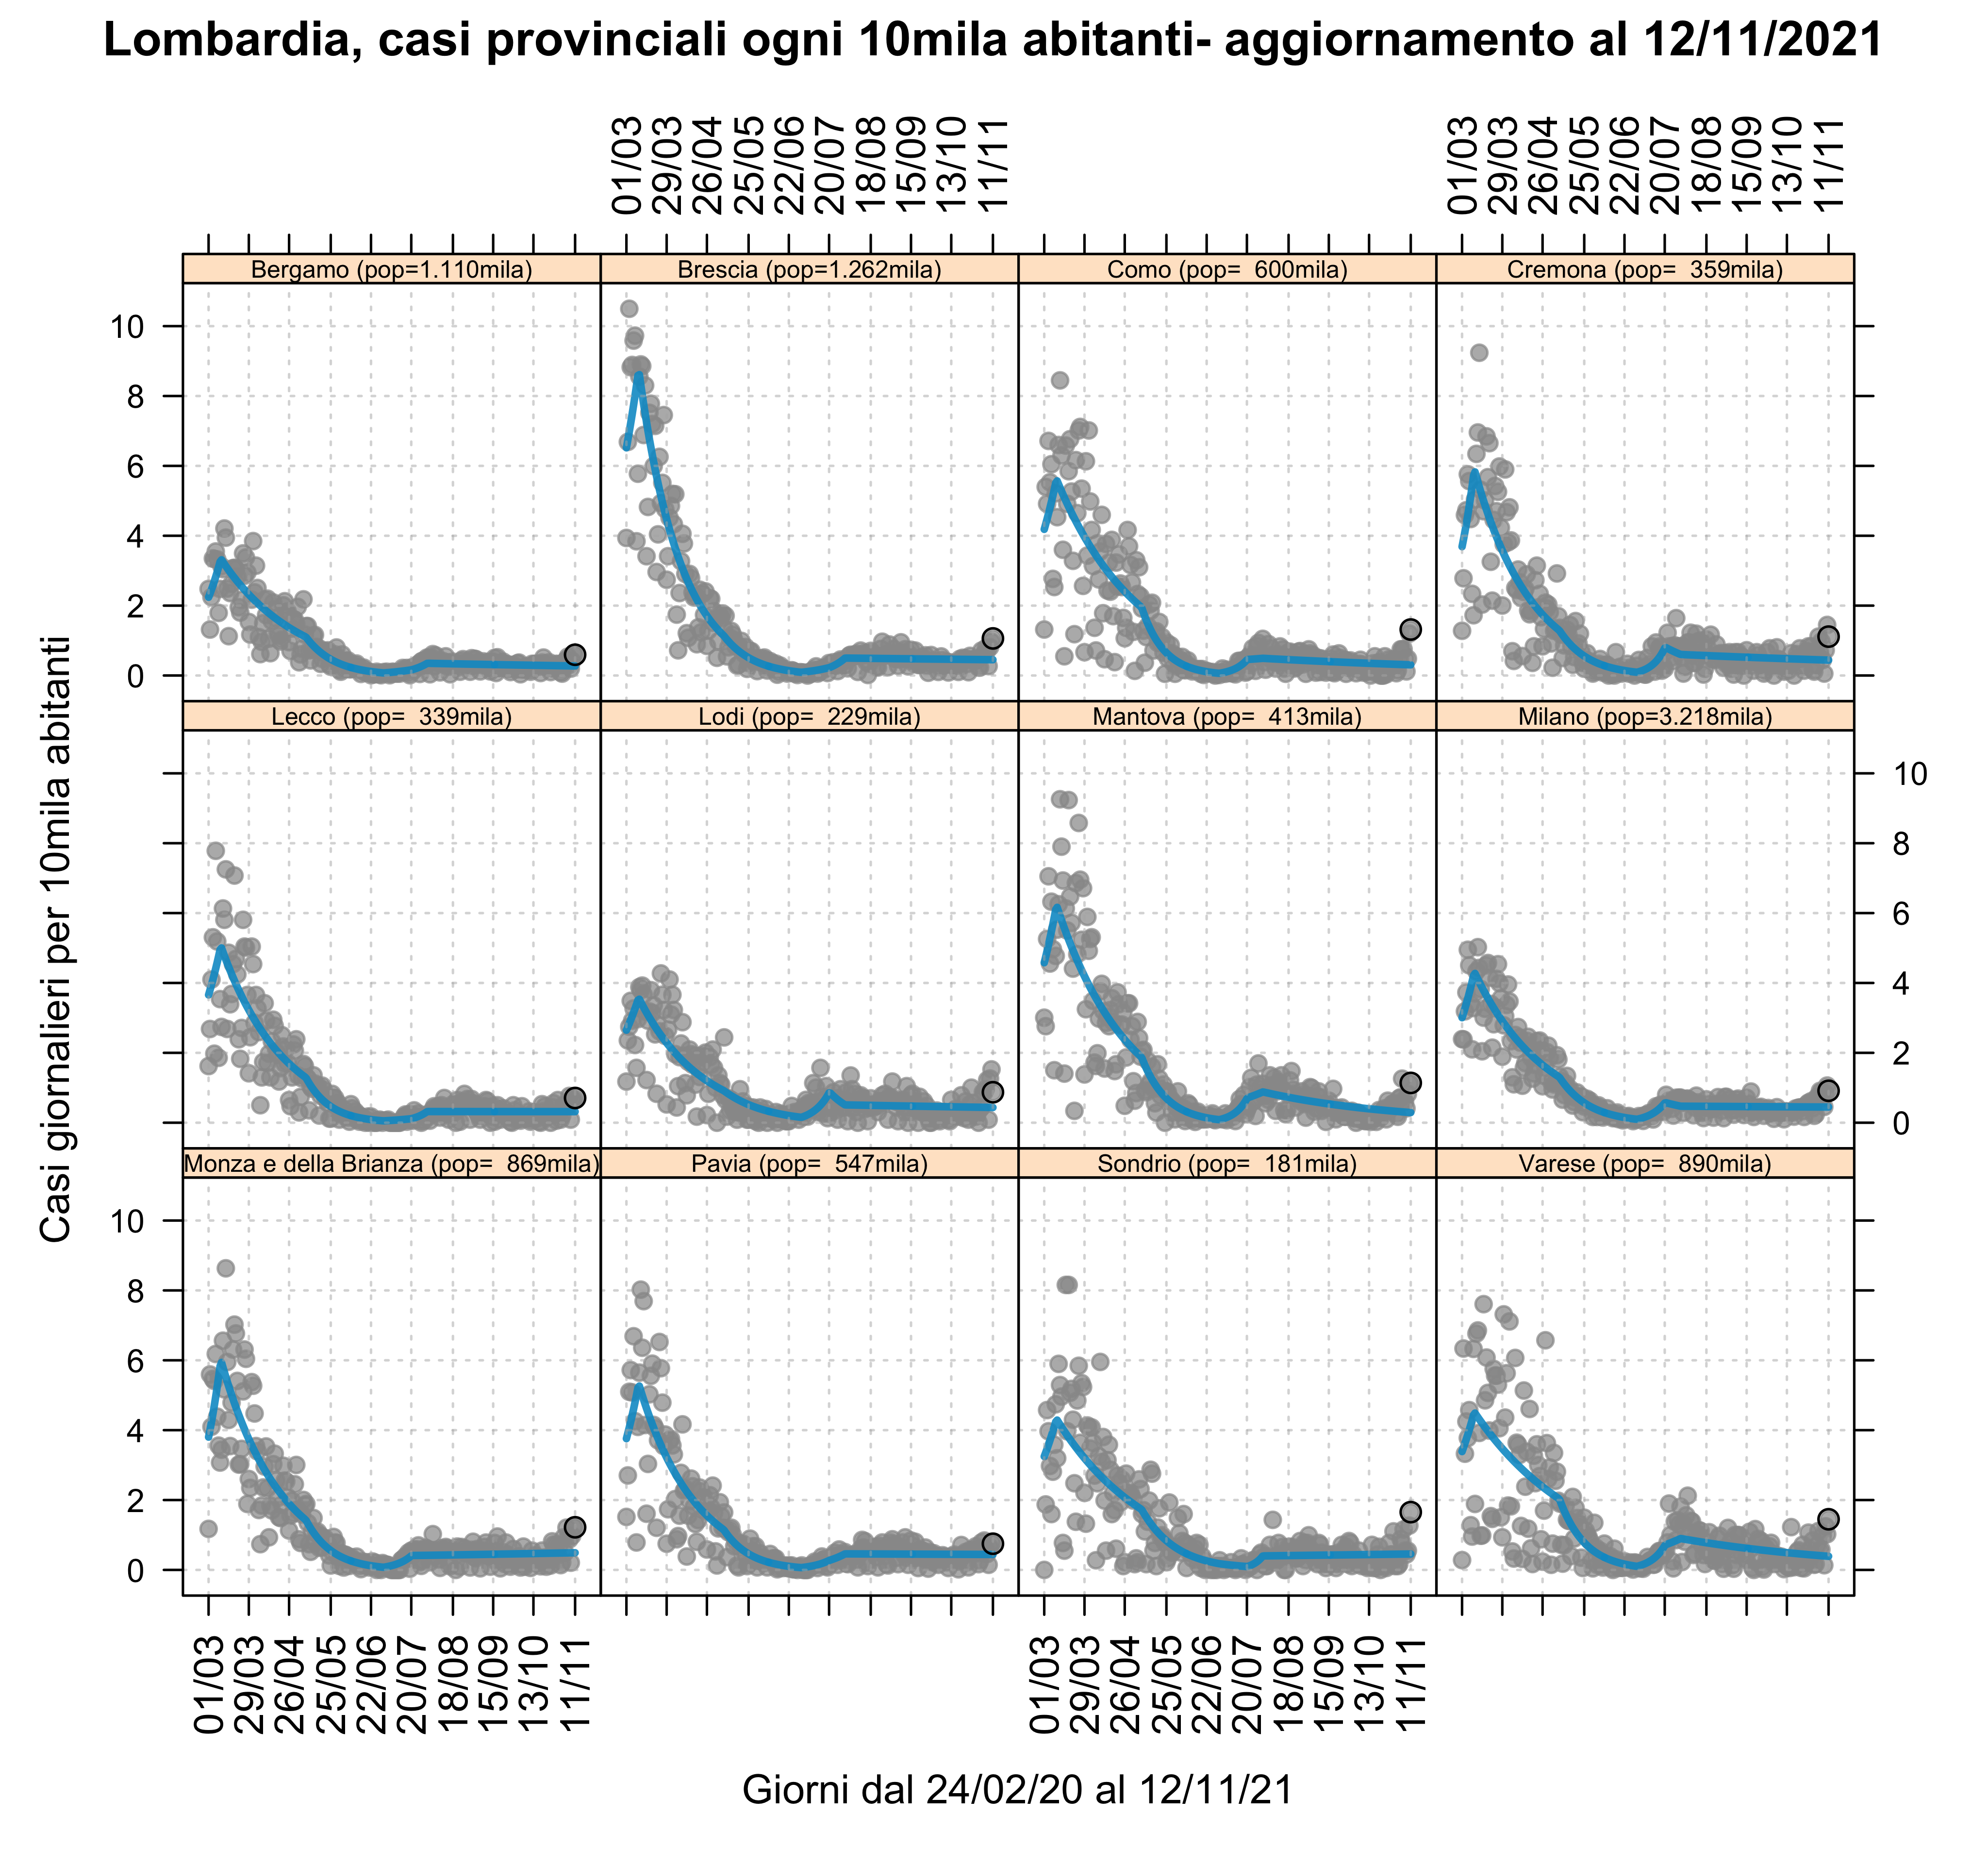 Lombardia, casi provinciali ogni 10mila abitanti- aggiornamento al 12/11/2021
01/03 29/03 26/04 25/05 22/06 20/07 18/08 15/09 13/10 11/11
01/03 29/03 26/04 25/05 22/06 20/07 18/08 15/09 13/10 11/11
Bergamo (pop=1.110mila)
Brescia (pop=1.262mila)
Como (pop= 600mila)
Cremona (pop= 359mila)
10
8
6
4
2
0
Casi giornalieri per 10mila abitanti
Lecco (pop= 339mila)
Lodi (pop= 229mila)
Mantova (pop= 413mila)
Milano (pop=3.218mila)
10
8
6
4
2
0
Monza e della Brianza (pop= 869mila)
Pavia (pop= 547mila)
Sondrio (pop= 181mila)
Varese (pop= 890mila)
10
8
6
4
2
0
01/03 29/03 26/04 25/05 22/06 20/07 18/08 15/09 13/10 11/11
01/03 29/03 26/04 25/05 22/06 20/07 18/08 15/09 13/10 11/11
Giorni dal 24/02/20 al 12/11/21